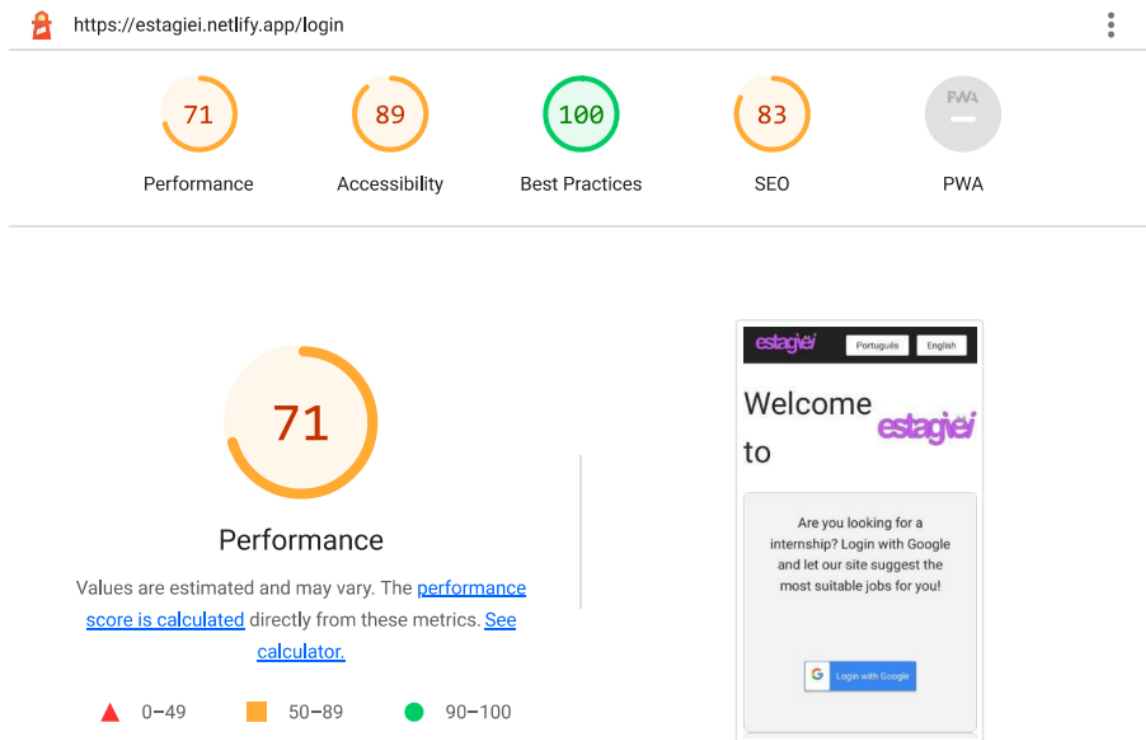 https://estagiei.netlify.app/login
71
89
100
83
PWA
Performance
Accessibility
Best Practices
SEO
PWA
71
Performance
Values are estimated and may vary. The performance
score is calculated directly from these metrics. See
calculator.
0–49
50–89
90–100
estagiei
Português
English
Welcome
to
estagiei
Are you looking for a
internship? Login with Google
and let our site suggest the
most suitable jobs for you!
G
Login with Google